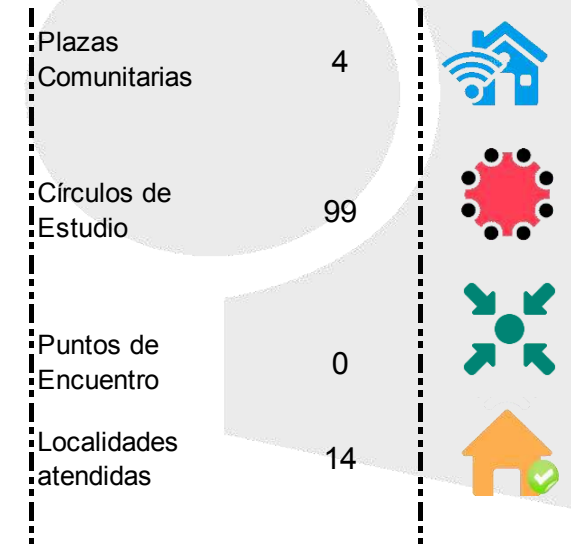 Plazas
Comunitarias
4
Círculos de
Estudio
99
Puntos de
Encuentro
0
Localidades
atendidas
14